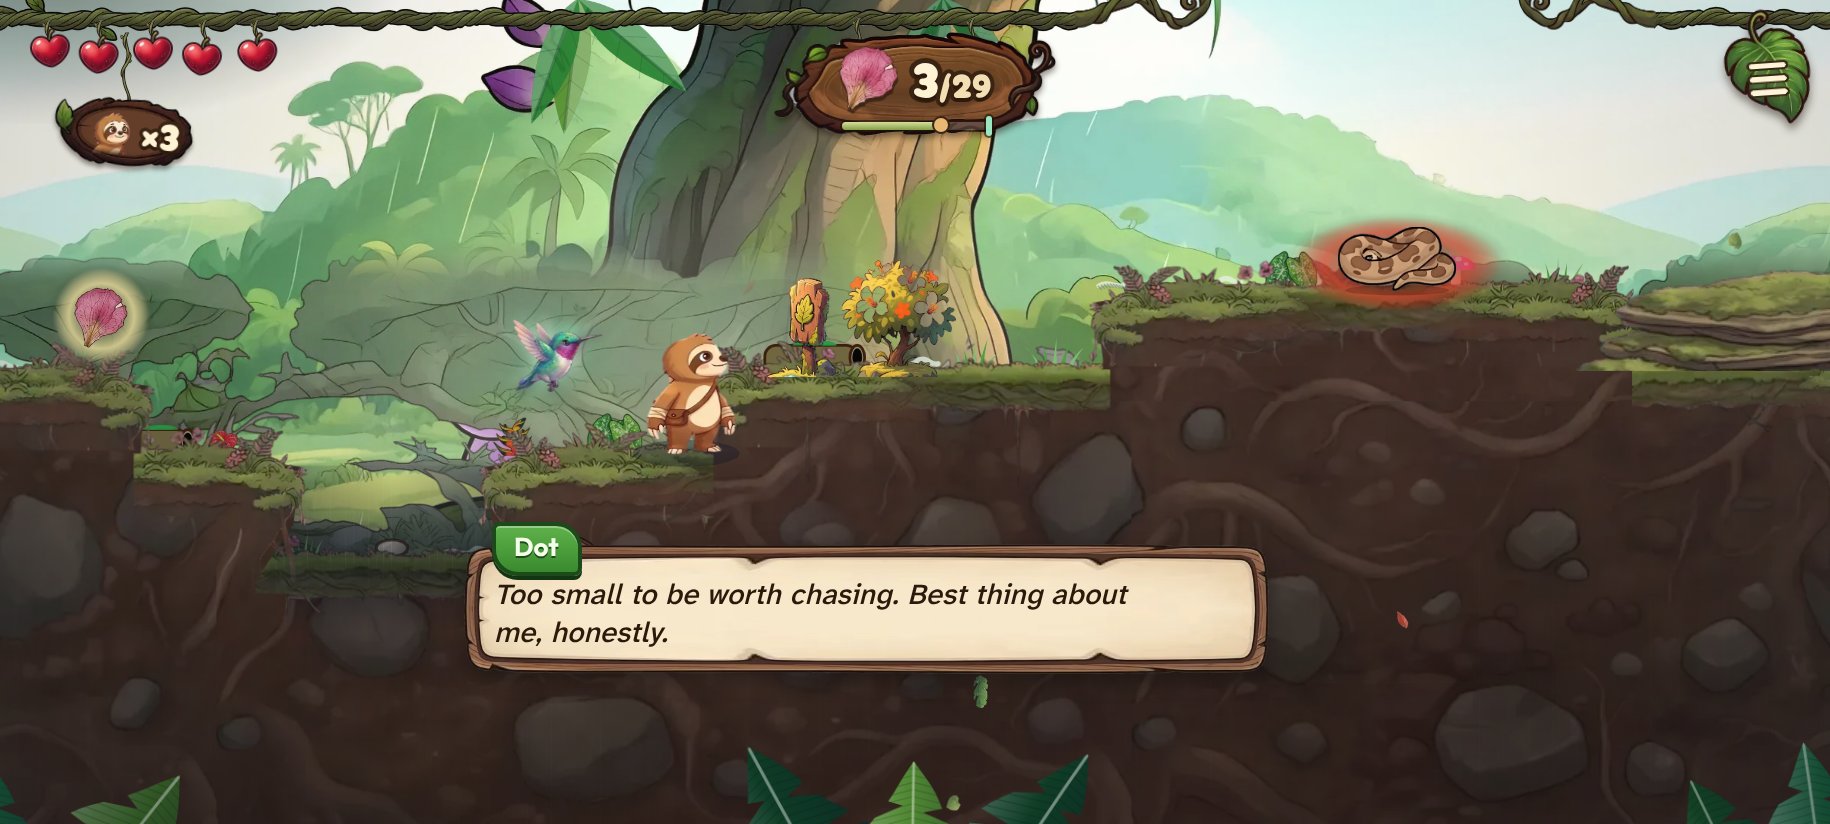 ×3
3/29
Dot
Too small to be worth chasing. Best thing about
me, honestly.